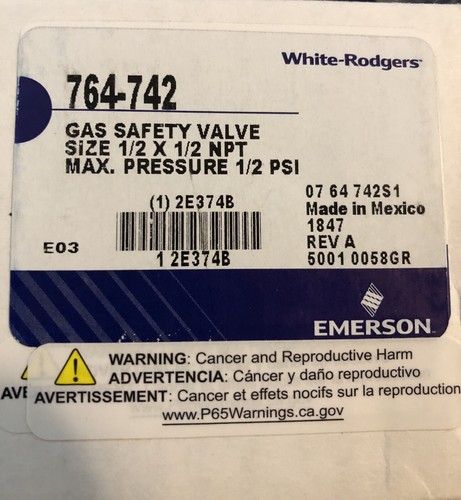 White-Rodgers
764-742
GAS SAFETY VALVE
SIZE 1/2 X 1/2 NPT
MAX. PRESSURE 1/2 PSI
(1) 2E374B
1 2E374B
E03
07 64 742S1
Made in Mexico
1847
REV A
5001 0058GR
EMERSON
WARNING: Cancer and Reproductive Harm
ADVERTENCIA: Cáncer y daño reproductivo
AVE AVERTISSEMENT: Cancer et effets nocifs sur la reproduction
www.P65Warnings.ca.gov